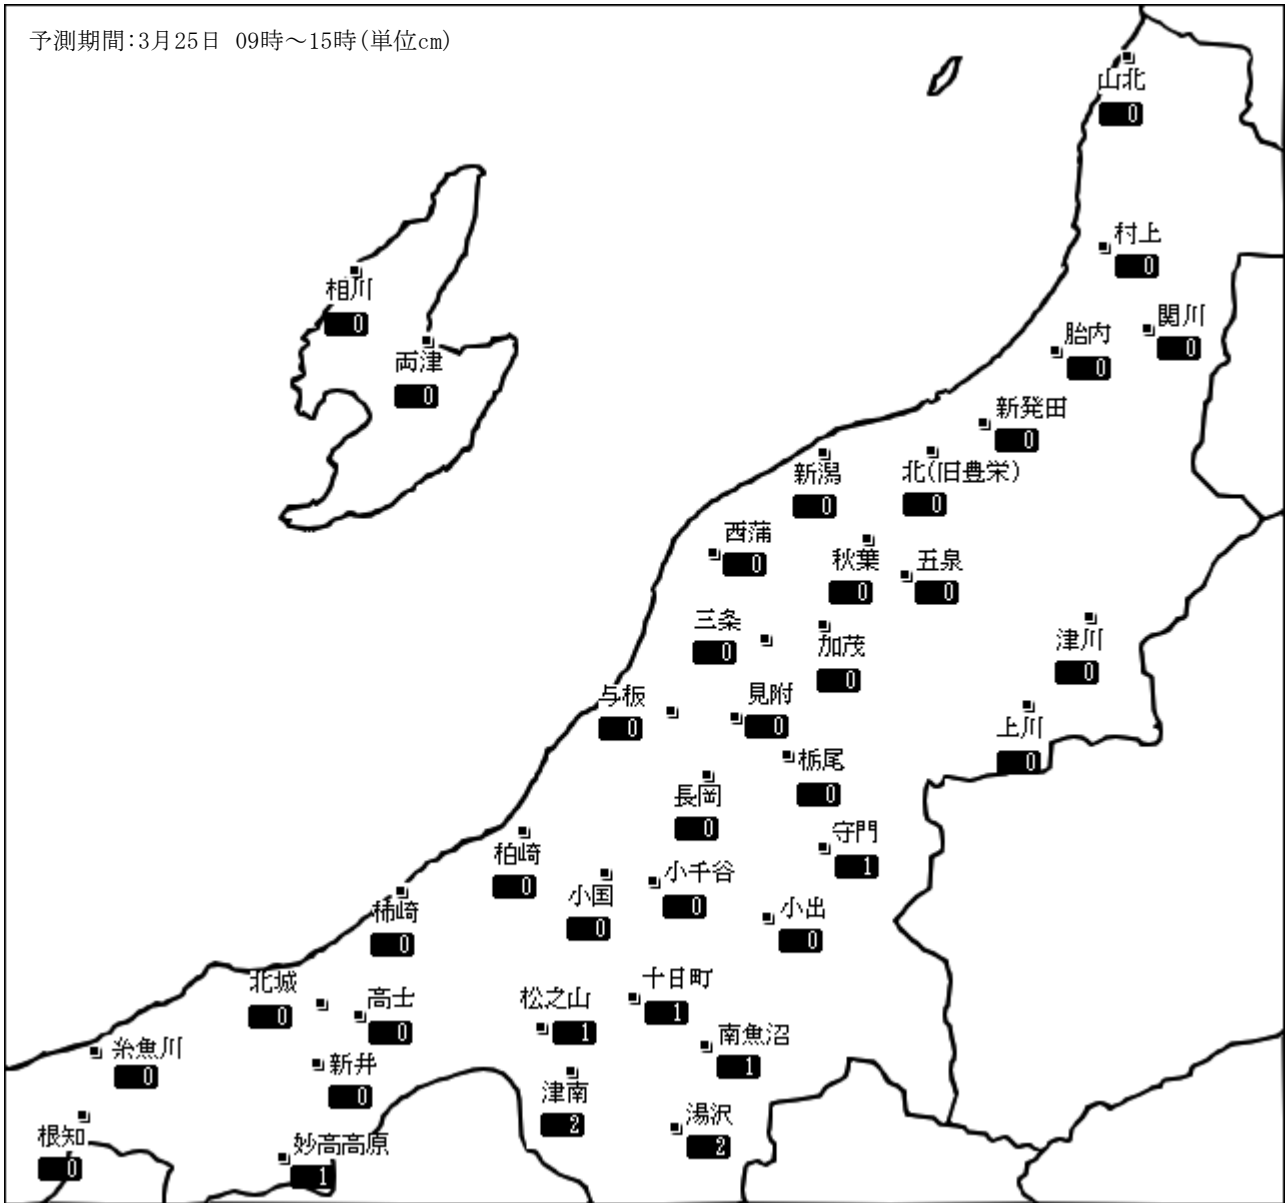 予測期間:3月25日 09時～15時(単位cm)
山北
0
村上
0
相川
0
関川
0
胎内
0
両津
0
新発田
0
新潟
0
北(旧豊栄)
0
西蒲
0
秋葉
0
五泉
0
三条
0
加茂
0
津川
0
与板
0
見附
0
上川
0
栃尾
0
長岡
0
守門
1
柏崎
0
小国
0
小千谷
0
小出
0
柿崎
0
北城
0
高士
0
松之山
1
十日町
1
南魚沼
1
糸魚川
0
新井
0
津南
2
湯沢
2
根知
0
妙高高原
1